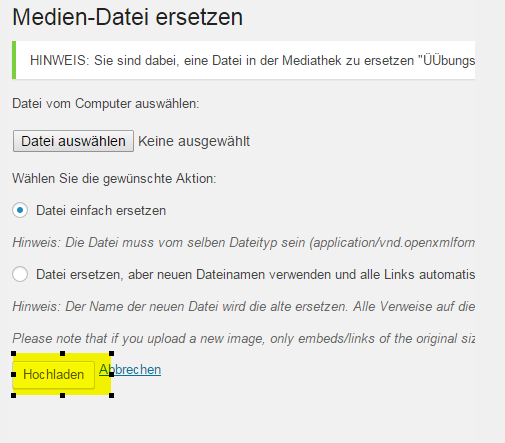 Medien-Datei ersetzen
HINWEIS: Sie sind dabei, eine Datei in der Mediathek zu ersetzen "ÜÜbungs
Datei vom Computer auswählen:
Datei auswählen Keine ausgewählt
Wählen Sie die gewünschte Aktion:
Datei einfach ersetzen
Hinweis: Die Datei muss vom selben Dateityp sein (application/vnd.openxmlfom
Datei ersetzen, aber neuen Dateinamen verwenden und alle Links automatis
Hinweis: Der Name der neuen Datei wird die alte ersetzen. Alle Verweise auf die
Please note that if you upload a new image, only embeds/links of the original siz
Hochladen Abbrechen